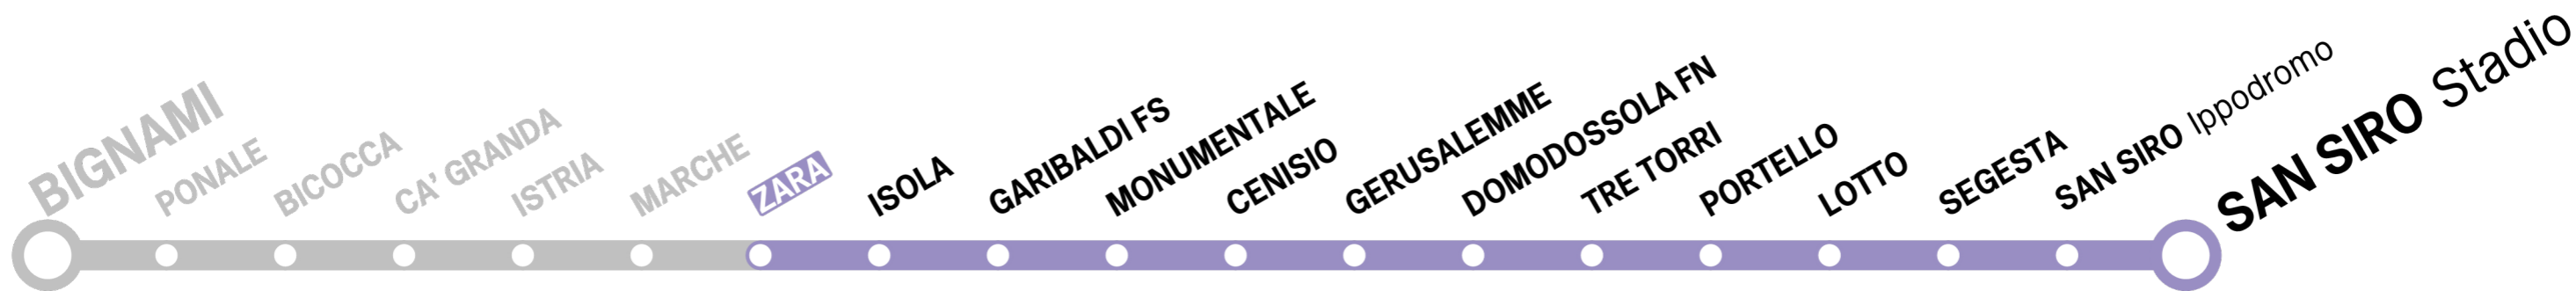 BIGNAMI
PONALE
BICOCCA
CA’ GRANDA
ISTRIA
MARCHE
ZARA
ISOLA
GARIBALDI FS
MONUMENTALE
CENISIO
GERUSALEMME
DOMODOSSOLA FN
TRE TORRI
PORTELLO
LOTTO
SEGESTA
SAN SIRO Ippodromo
SAN SIRO Stadio